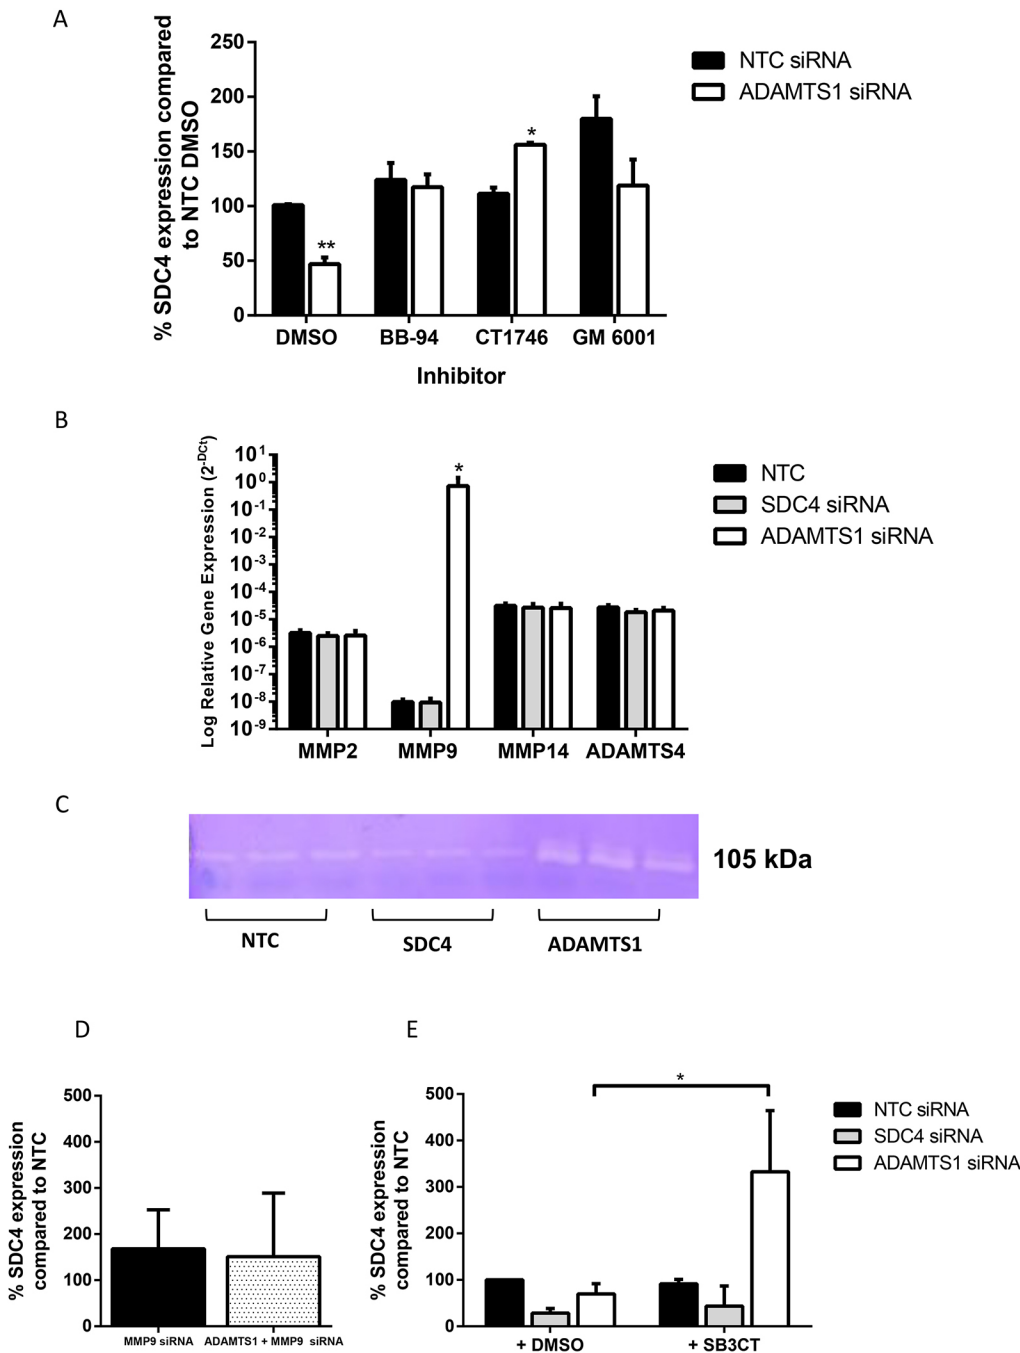 A
% SDC4 expression compared
to NTC DMSO
250
200
150
100
50
0
**
*
DMSO
BB-94
CT1746
GM 6001
Inhibitor
NTC siRNA
ADAMTS1 siRNA
B
Log Relative Gene Expression (2^-DCt)
10^1
10^0
10^-1
10^-2
10^-3
10^-4
10^-5
10^-6
10^-7
10^-8
10^-9
*
MMP2
MMP9
MMP14
ADAMTS4
NTC
SDC4 siRNA
ADAMTS1 siRNA
C
105 kDa
NTC
SDC4
ADAMTS1
D
% SDC4 expression
compared to NTC
500
400
300
200
100
0
MMP9 siRNA
ADAMTS1 + MMP9 siRNA
E
% SDC4 expression
compared to NTC
500
400
300
200
100
0
*
+ DMSO
+ SB3CT
NTC siRNA
SDC4 siRNA
ADAMTS1 siRNA